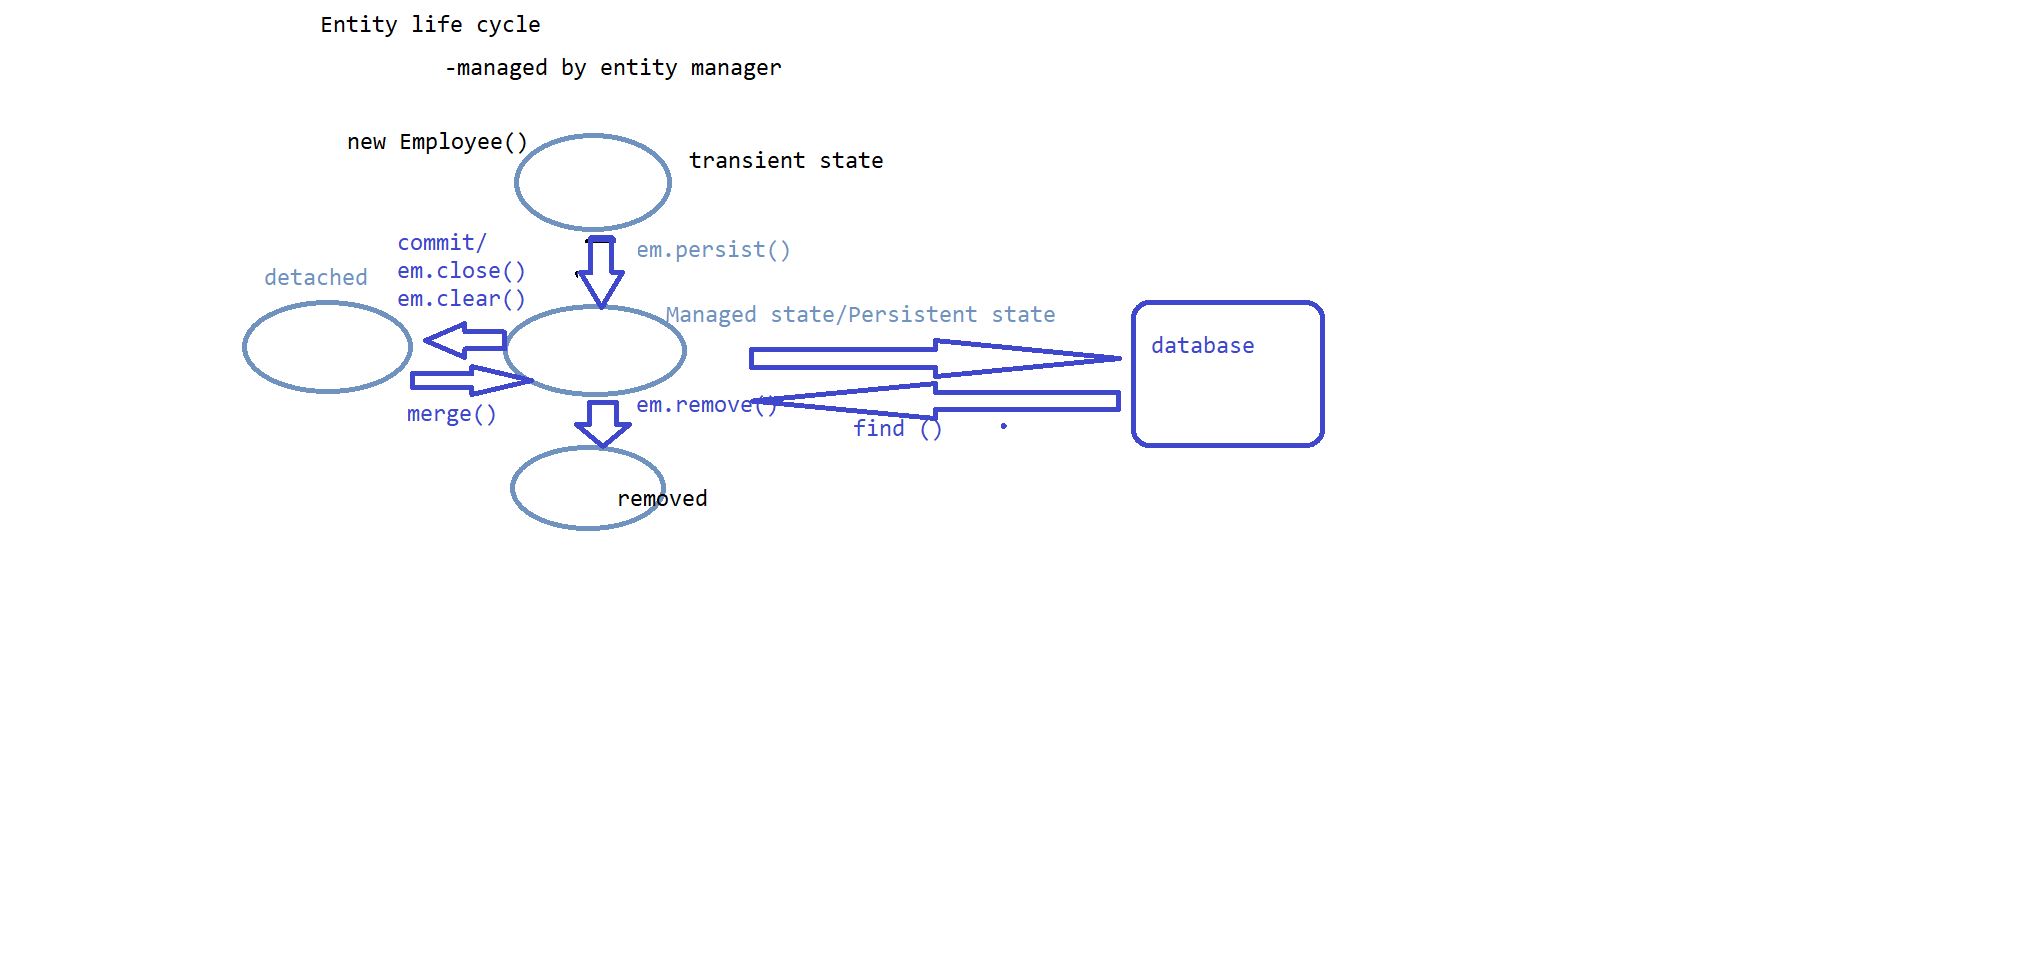 Entity life cycle
-managed by entity manager
new Employee()
transient state
commit/
em.close()
em.clear()
em.persist()
detached
Managed state/Persistent state
database
merge()
em.remove()
find ()
removed